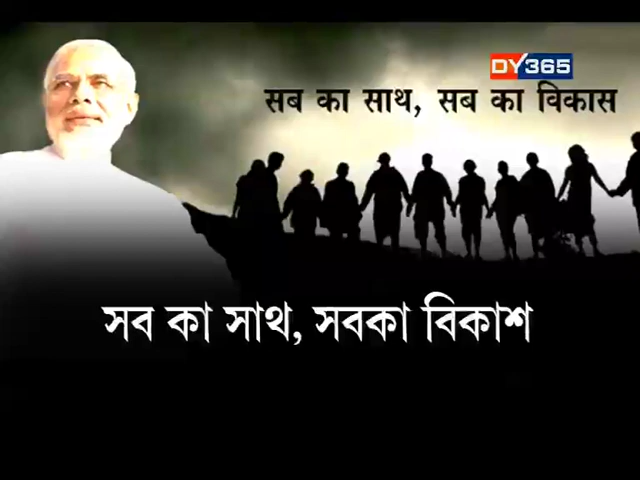 DY365
सब का साथ, सब का विकास
সব কা সাথ, সবকা বিকাশ